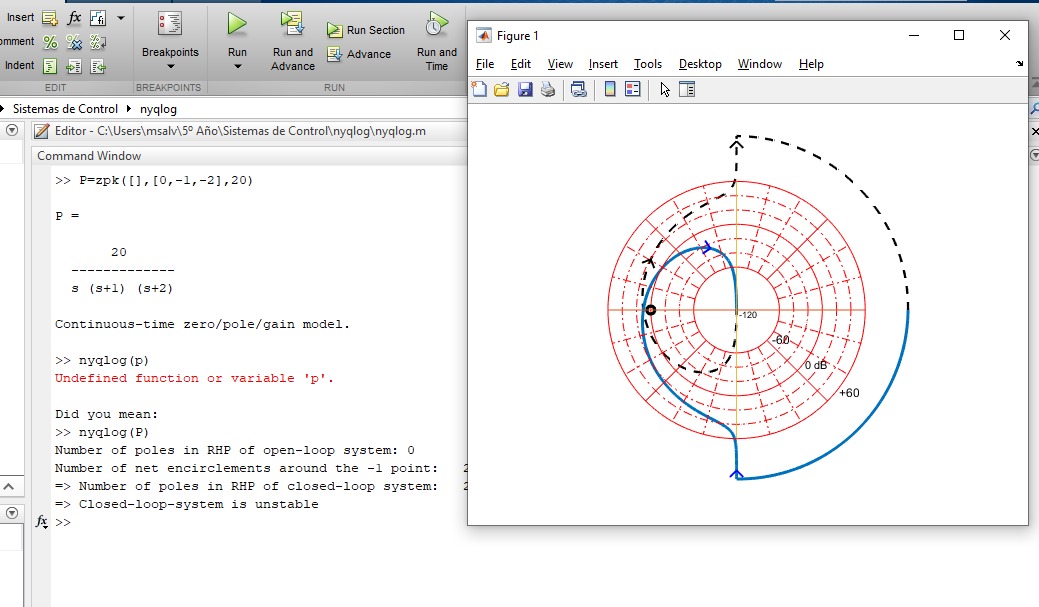 Insert fx fi
omment % % %
Indent
EDIT
Breakpoints
BREAKPOINTS
Run
Run and
Advance
Run Section
Advance
Run and
Time
RUN
Sistemas de Control nyqlog
Editor - C:\Users\msalv\5º Año\Sistemas de Control\nyqlog\nyqlog.m
Command Window
>> P=zpk([],[0,-1,-2],20)
P =
20
-------------
s (s+1) (s+2)
Continuous-time zero/pole/gain model.
>> nyqlog(p)
Undefined function or variable 'p'.
Did you mean:
>> nyqlog(P)
Number of poles in RHP of open-loop system: 0
Number of net encirclements around the -1 point: 2
=> Number of poles in RHP of closed-loop system: 2
=> Closed-loop-system is unstable
fx >>
Figure 1
File Edit View Insert Tools Desktop Window Help
-120
-60
0 dB
+60